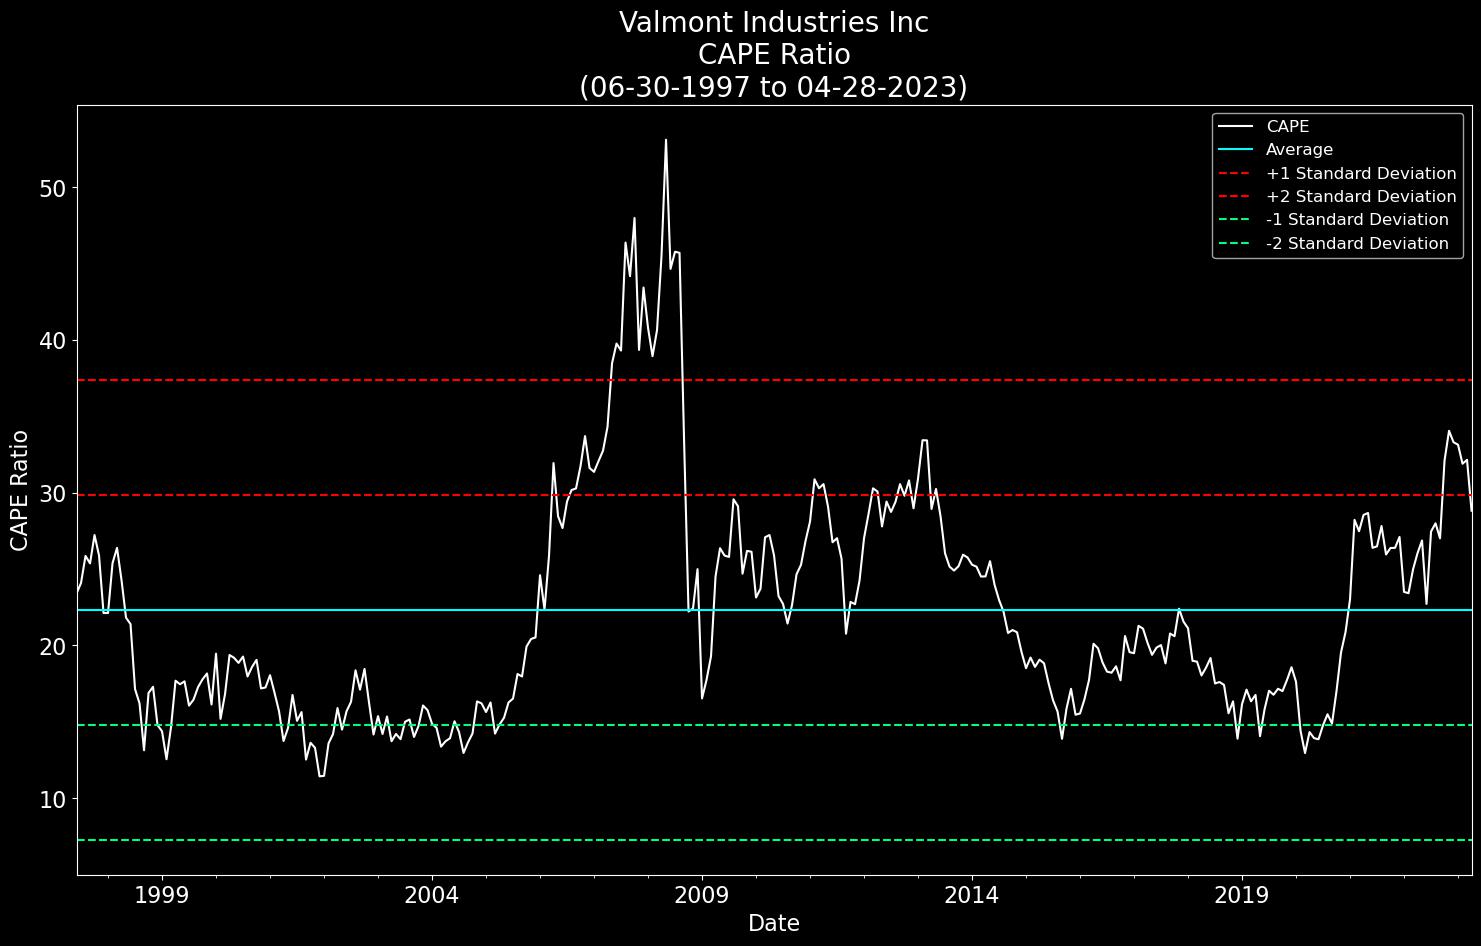 Valmont Industries Inc
CAPE Ratio
(06-30-1997 to 04-28-2023)
CAPE
Average
+1 Standard Deviation
+2 Standard Deviation
-1 Standard Deviation
-2 Standard Deviation
50
40
30
20
10
CAPE Ratio
1999
2004
2009
2014
2019
Date